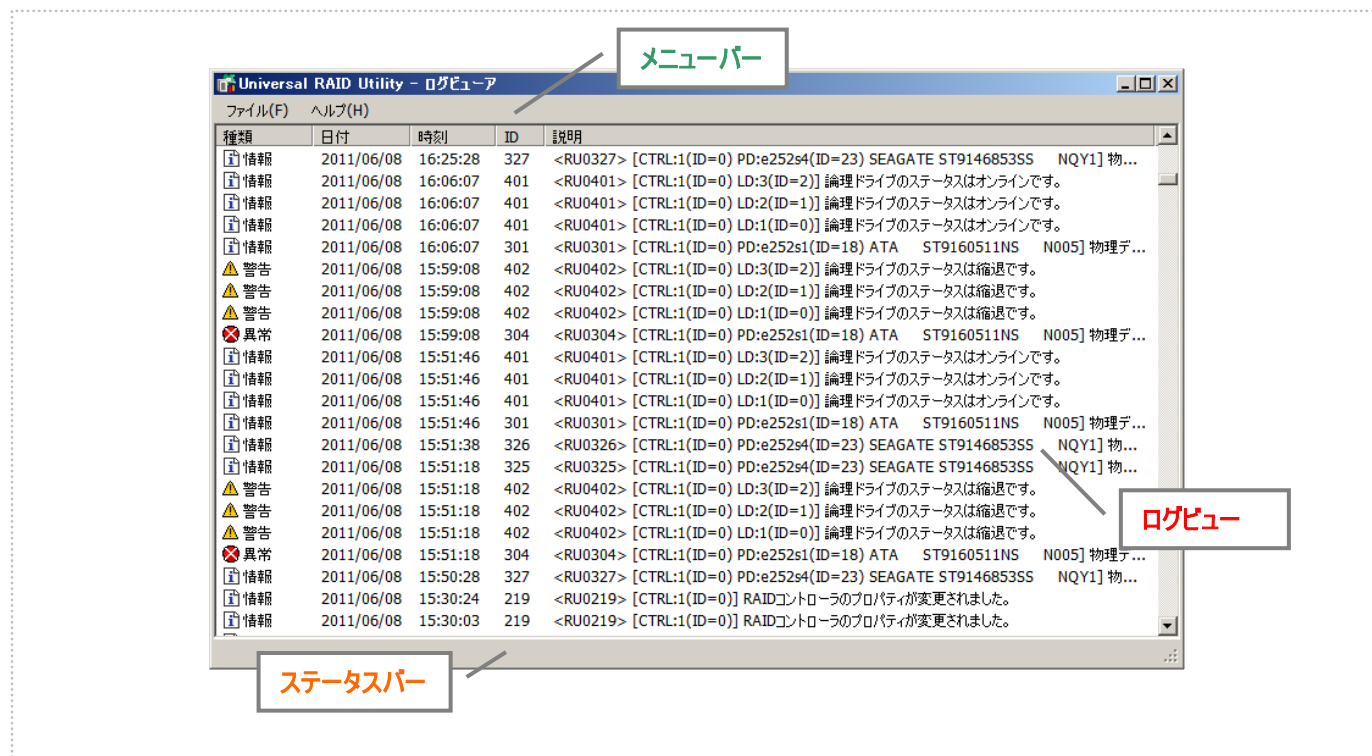 メニューバー
Universal RAID Utility - ログビューア
ファイル(F) ヘルプ(H)
種類 日付 時刻 ID 説明
情報 2011/06/08 16:25:28 327 <RU0327> [CTRL:1(ID=0) PD:e252s4(ID=23) SEAGATE ST9146853SS NQY1] 物...
情報 2011/06/08 16:06:07 401 <RU0401> [CTRL:1(ID=0) LD:3(ID=2)] 論理ドライブのステータスはオンラインです。
情報 2011/06/08 16:06:07 401 <RU0401> [CTRL:1(ID=0) LD:2(ID=1)] 論理ドライブのステータスはオンラインです。
情報 2011/06/08 16:06:07 401 <RU0401> [CTRL:1(ID=0) LD:1(ID=0)] 論理ドライブのステータスはオンラインです。
情報 2011/06/08 16:06:07 301 <RU0301> [CTRL:1(ID=0) PD:e252s1(ID=18) ATA ST9160511NS N005] 物理デ...
警告 2011/06/08 15:59:08 402 <RU0402> [CTRL:1(ID=0) LD:3(ID=2)] 論理ドライブのステータスは縮退です。
警告 2011/06/08 15:59:08 402 <RU0402> [CTRL:1(ID=0) LD:2(ID=1)] 論理ドライブのステータスは縮退です。
警告 2011/06/08 15:59:08 402 <RU0402> [CTRL:1(ID=0) LD:1(ID=0)] 論理ドライブのステータスは縮退です。
異常 2011/06/08 15:59:08 304 <RU0304> [CTRL:1(ID=0) PD:e252s1(ID=18) ATA ST9160511NS N005] 物理デ...
情報 2011/06/08 15:51:46 401 <RU0401> [CTRL:1(ID=0) LD:3(ID=2)] 論理ドライブのステータスはオンラインです。
情報 2011/06/08 15:51:46 401 <RU0401> [CTRL:1(ID=0) LD:2(ID=1)] 論理ドライブのステータスはオンラインです。
情報 2011/06/08 15:51:46 401 <RU0401> [CTRL:1(ID=0) LD:1(ID=0)] 論理ドライブのステータスはオンラインです。
情報 2011/06/08 15:51:46 301 <RU0301> [CTRL:1(ID=0) PD:e252s1(ID=18) ATA ST9160511NS N005] 物理デ...
情報 2011/06/08 15:51:38 326 <RU0326> [CTRL:1(ID=0) PD:e252s4(ID=23) SEAGATE ST9146853SS NQY1] 物...
情報 2011/06/08 15:51:18 325 <RU0325> [CTRL:1(ID=0) PD:e252s4(ID=23) SEAGATE ST9146853SS NQY1] 物...
警告 2011/06/08 15:51:18 402 <RU0402> [CTRL:1(ID=0) LD:3(ID=2)] 論理ドライブのステータスは縮退です。
警告 2011/06/08 15:51:18 402 <RU0402> [CTRL:1(ID=0) LD:2(ID=1)] 論理ドライブのステータスは縮退です。
警告 2011/06/08 15:51:18 402 <RU0402> [CTRL:1(ID=0) LD:1(ID=0)] 論理ドライブのステータスは縮退です。
異常 2011/06/08 15:51:18 304 <RU0304> [CTRL:1(ID=0) PD:e252s1(ID=18) ATA ST9160511NS N005] 物理デ...
情報 2011/06/08 15:50:28 327 <RU0327> [CTRL:1(ID=0) PD:e252s4(ID=23) SEAGATE ST9146853SS NQY1] 物...
情報 2011/06/08 15:30:24 219 <RU0219> [CTRL:1(ID=0)] RAIDコントローラのプロパティが変更されました。
情報 2011/06/08 15:30:03 219 <RU0219> [CTRL:1(ID=0)] RAIDコントローラのプロパティが変更されました。
ログビュー
ステータスバー